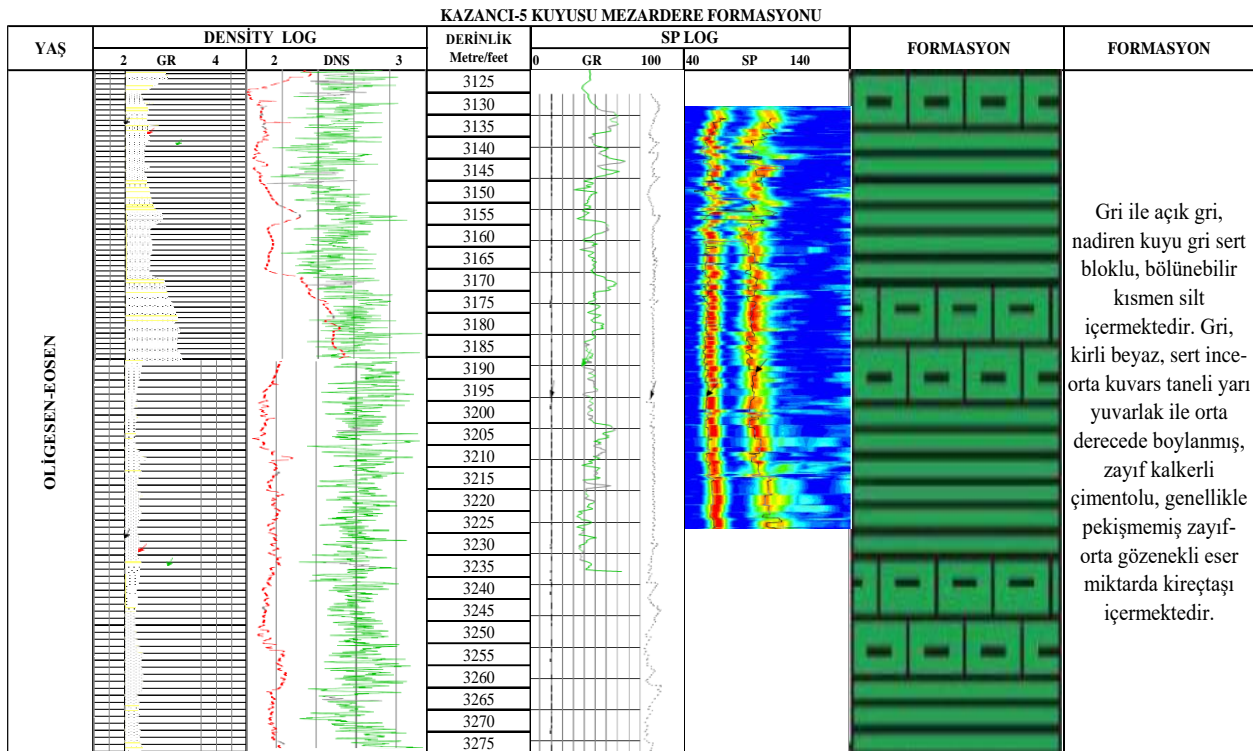 KAZANCI-5 KUYUSU MEZARDERE FORMASYONU
YAŞ
DENSİTY LOG
DERİNLİK
Metre/feet
SP LOG
FORMASYON
FORMASYON
2 GR 4
2 DNS 3
0 GR 100
40 SP 140
OLİGESEN-EOSEN
3125
3130
3135
3140
3145
3150
3155
3160
3165
3170
3175
3180
3185
3190
3195
3200
3205
3210
3215
3220
3225
3230
3235
3240
3245
3250
3255
3260
3265
3270
3275
Gri ile açık gri,
nadiren kuyu gri sert
bloklu, bölünebilir
kısmen silt
içermektedir. Gri,
kirli beyaz, sert ince-
orta kuvars taneli yarı
yuvarlak ile orta
derecede boylanmış,
zayıf kalkerli
çimentolu, genellikle
pekişmemiş zayıf-
orta gözenekli eser
miktarda kireçtaşı
içermektedir.